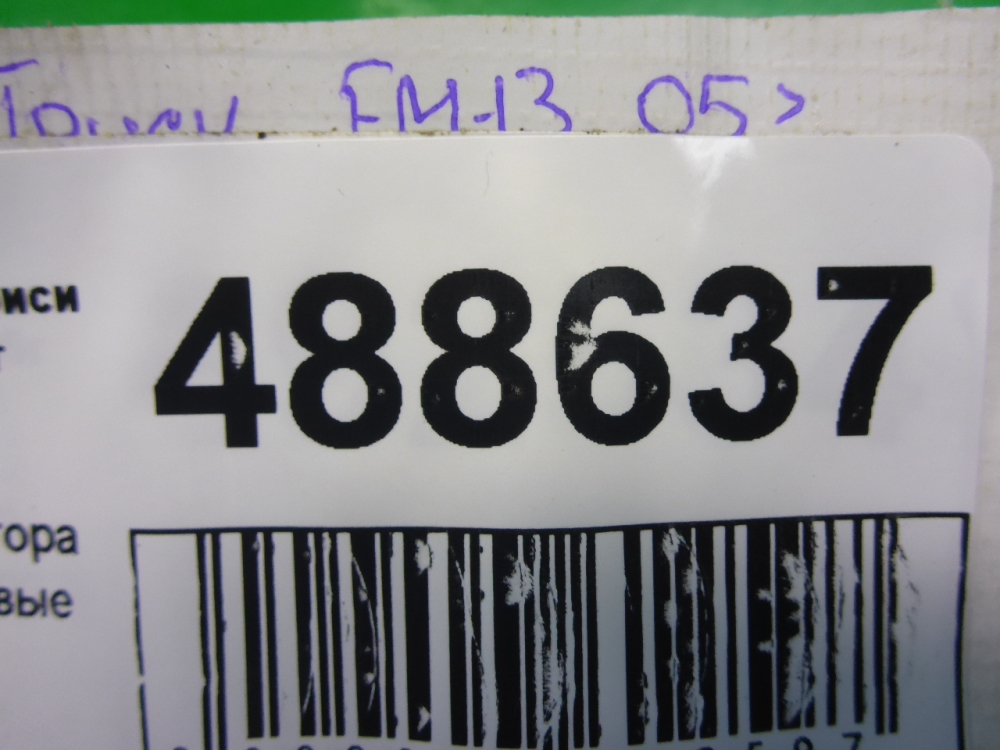 FM-13 05>
иси
488637
тора
вые